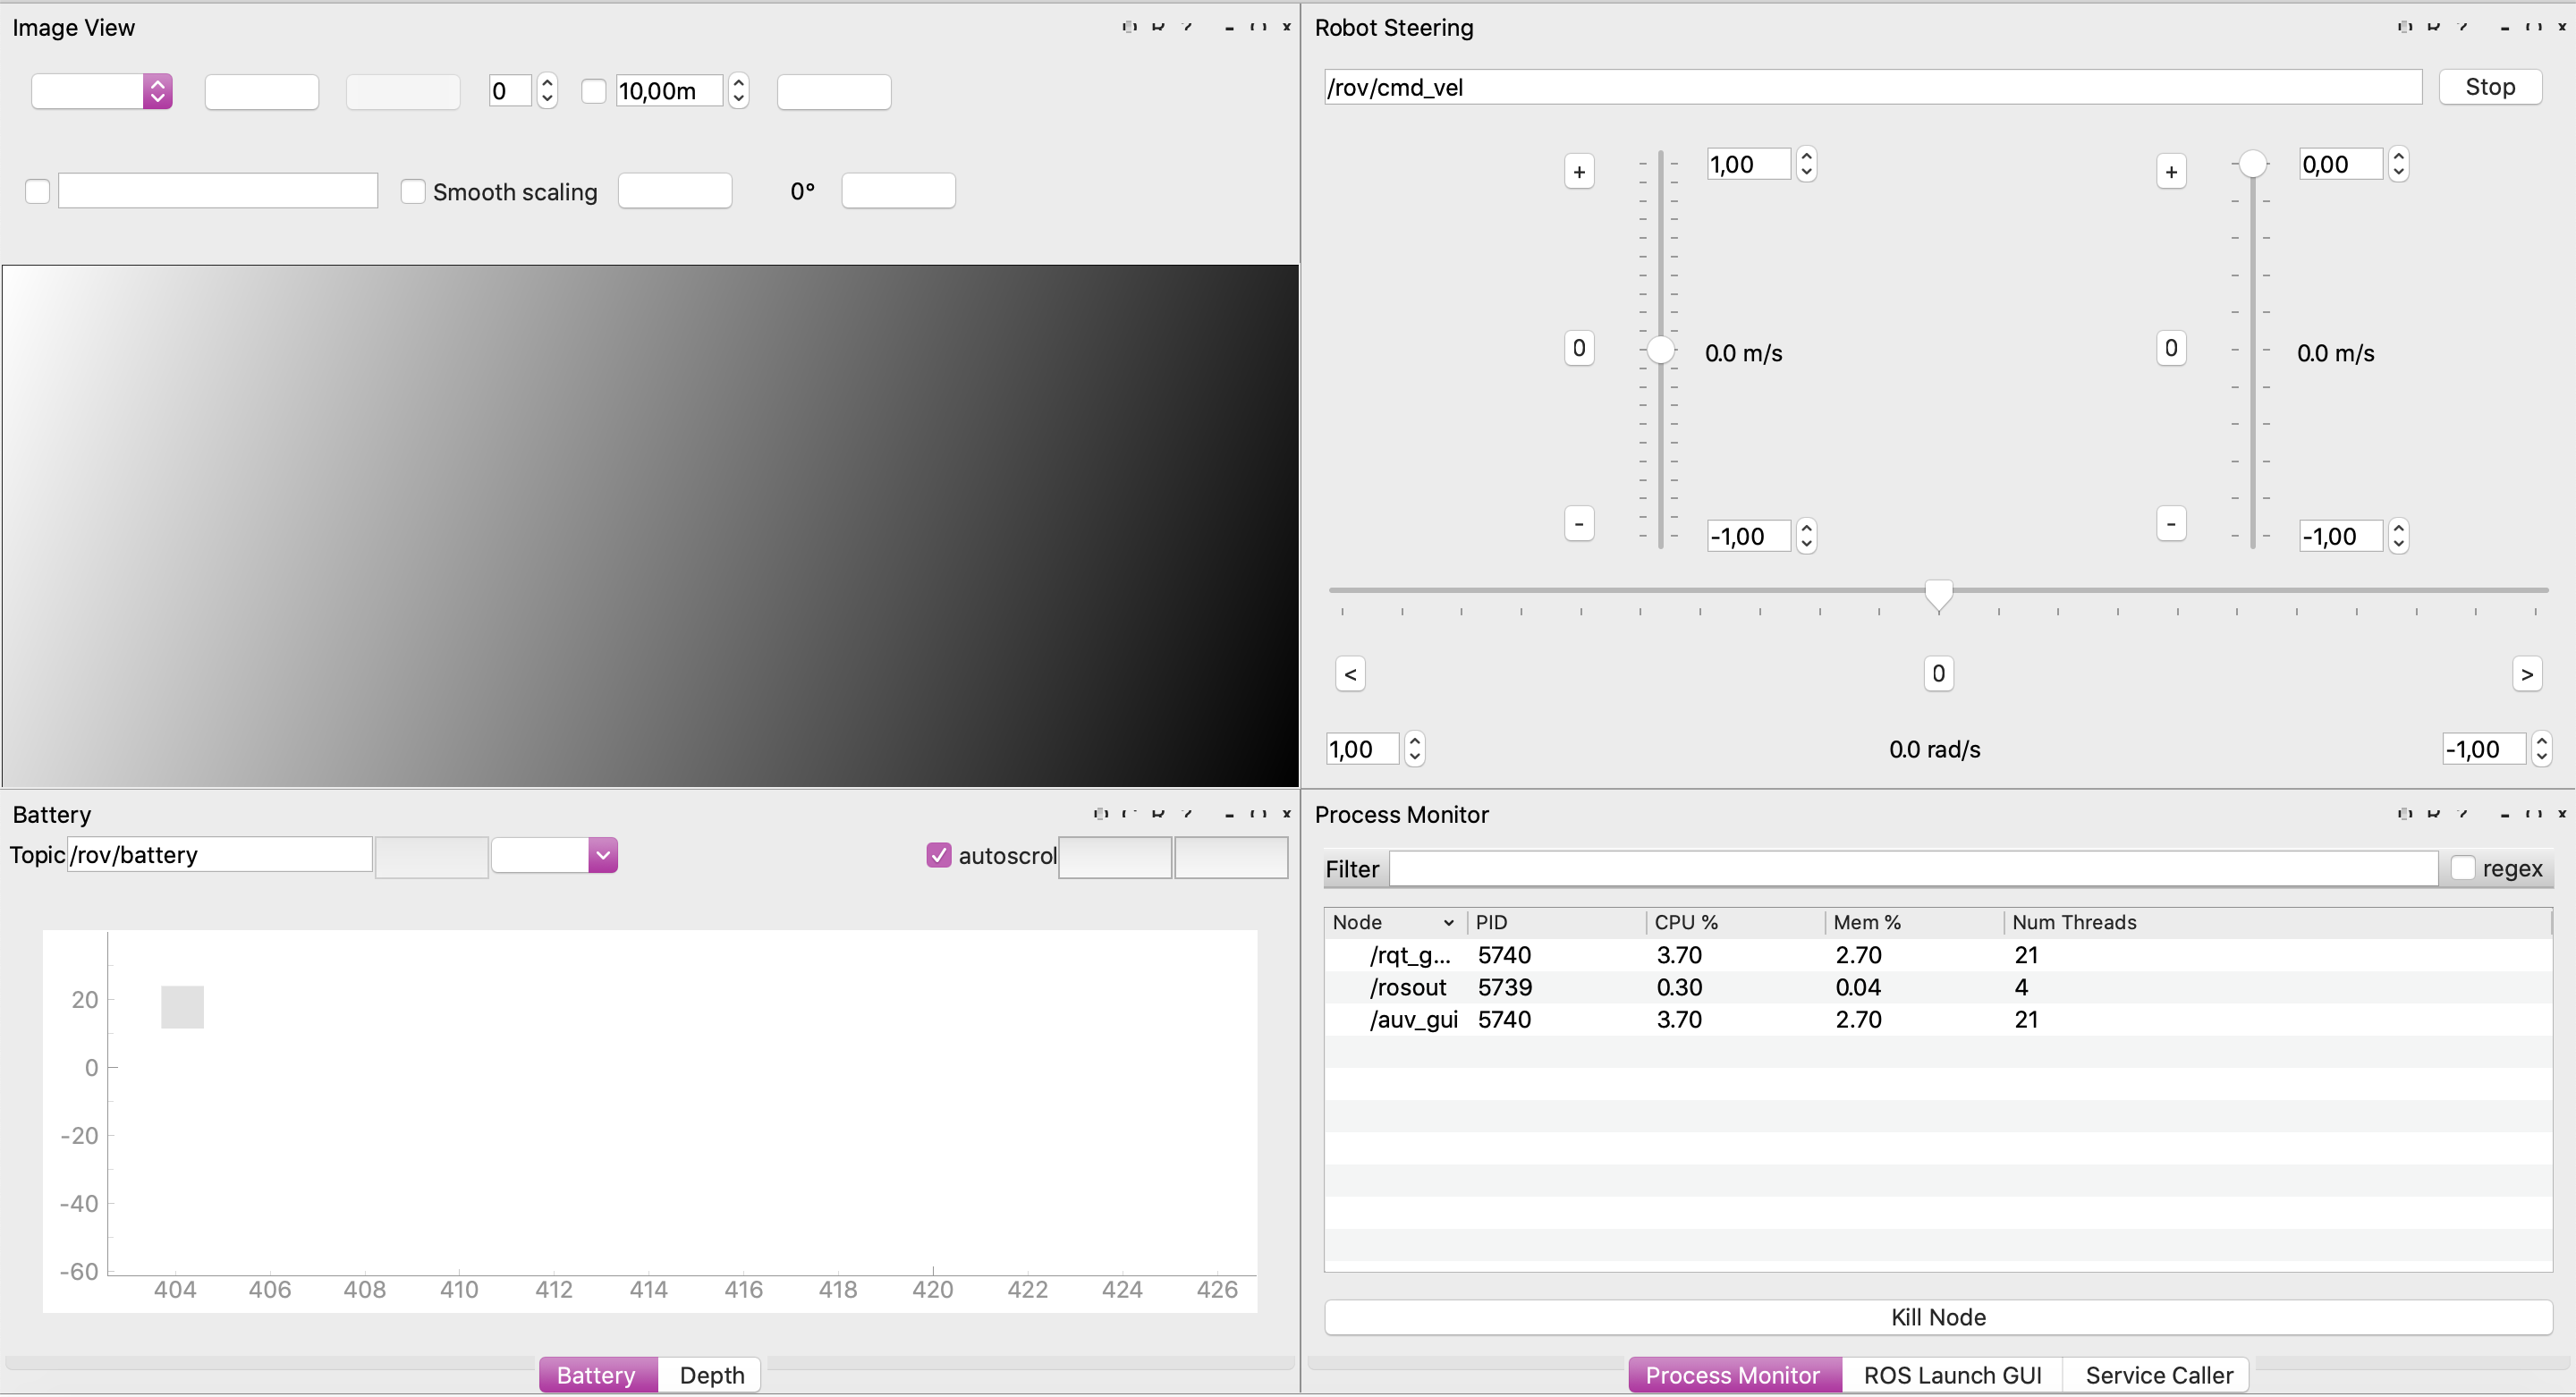 Image View
0 10,00m
Smooth scaling 0°
Robot Steering
/rov/cmd_vel Stop
+ 1,00 + 0,00
0 0.0 m/s 0 0.0 m/s
- -1,00 - -1,00
< 0 >
1,00 0.0 rad/s -1,00
Battery
Topic /rov/battery autoscrol
20
0
-20
-40
-60
404 406 408 410 412 414 416 418 420 422 424 426
Battery Depth
Process Monitor
Filter regex
Node PID CPU % Mem % Num Threads
/rqt_g... 5740 3.70 2.70 21
/rosout 5739 0.30 0.04 4
/auv_gui 5740 3.70 2.70 21
Kill Node
Process Monitor ROS Launch GUI Service Caller